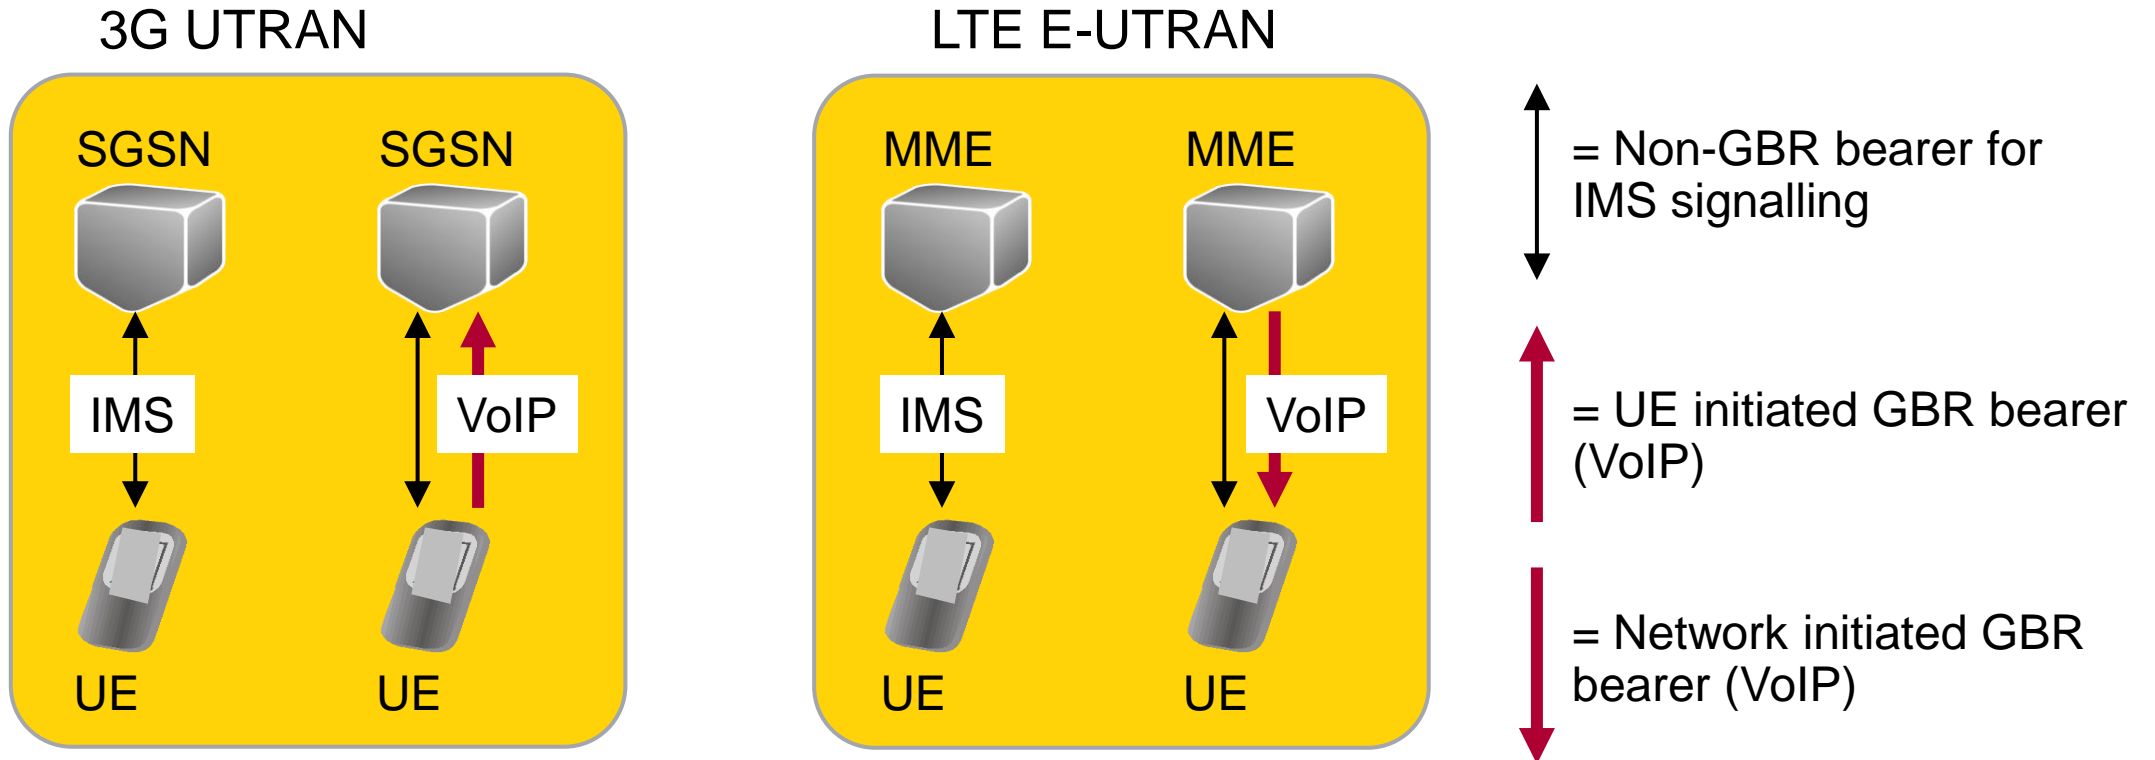 3G UTRAN
LTE E-UTRAN
SGSN
SGSN
IMS
VoIP
UE
UE
MME
MME
IMS
VoIP
UE
UE
= Non-GBR bearer for
IMS signalling
= UE initiated GBR bearer
(VoIP)
= Network initiated GBR
bearer (VoIP)